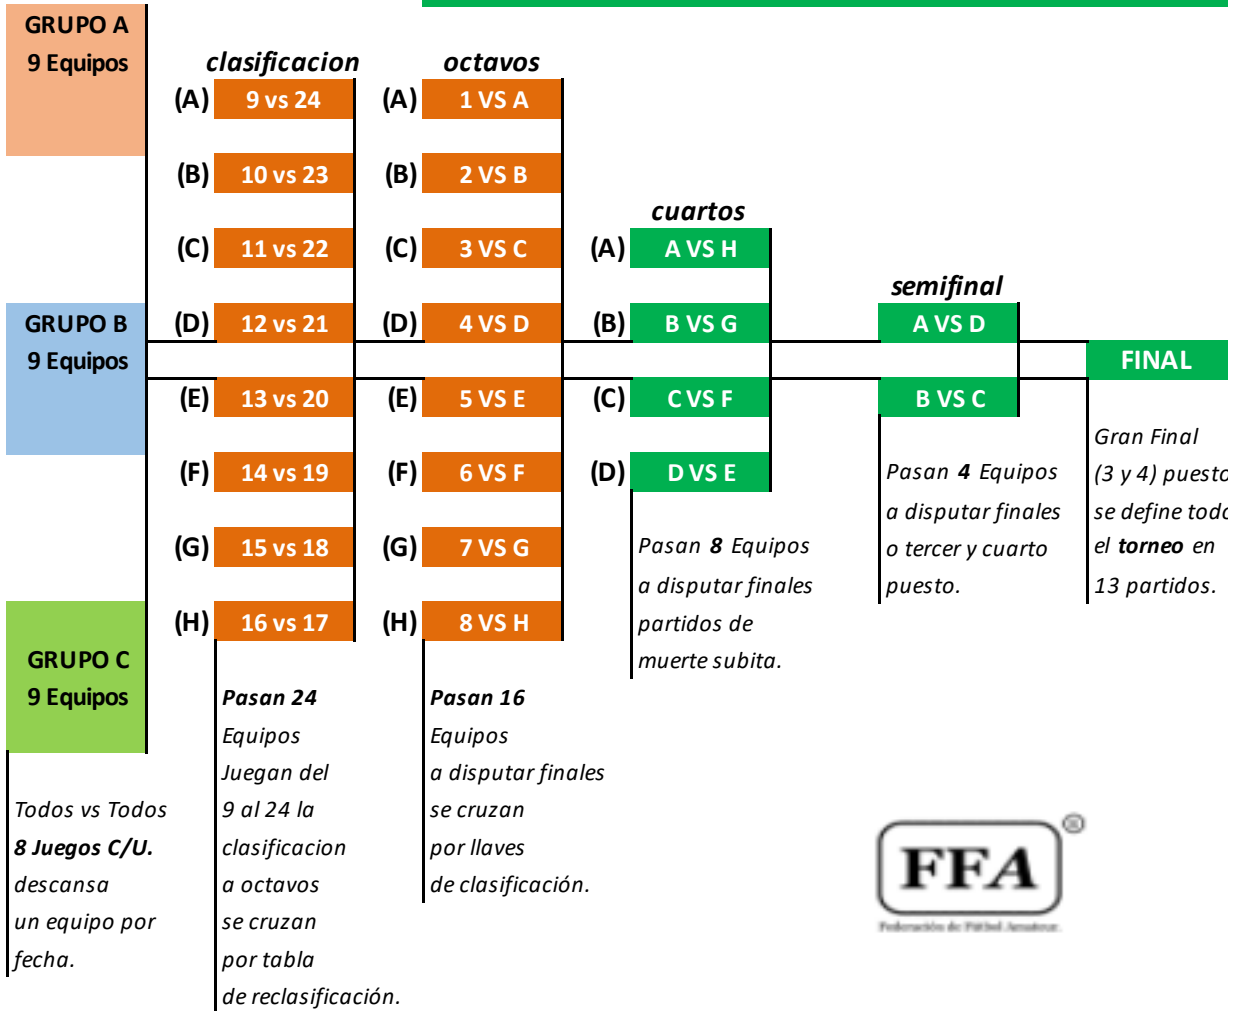 GRUPO A
9 Equipos
GRUPO B
9 Equipos
GRUPO C
9 Equipos
Todos vs Todos
8 Juegos C/U.
descansa
un equipo por
fecha.
clasificacion
(A) 9 vs 24
(B) 10 vs 23
(C) 11 vs 22
(D) 12 vs 21
(E) 13 vs 20
(F) 14 vs 19
(G) 15 vs 18
(H) 16 vs 17
Pasan 24
Equipos
Juegan del
9 al 24 la
clasificacion
a octavos
se cruzan
por tabla
de reclasificación.
octavos
(A) 1 VS A
(B) 2 VS B
(C) 3 VS C
(D) 4 VS D
(E) 5 VS E
(F) 6 VS F
(G) 7 VS G
(H) 8 VS H
Pasan 16
Equipos
a disputar finales
se cruzan
por llaves
de clasificación.
cuartos
(A) A VS H
(B) B VS G
(C) C VS F
(D) D VS E
Pasan 8 Equipos
a disputar finales
partidos de
muerte subita.
semifinal
A VS D
B VS C
Pasan 4 Equipos
a disputar finales
o tercer y cuarto
puesto.
FINAL
Gran Final
(3 y 4) puesto
se define todo
el torneo en
13 partidos.
FFA ®
Federación de Fútbol Amateur.